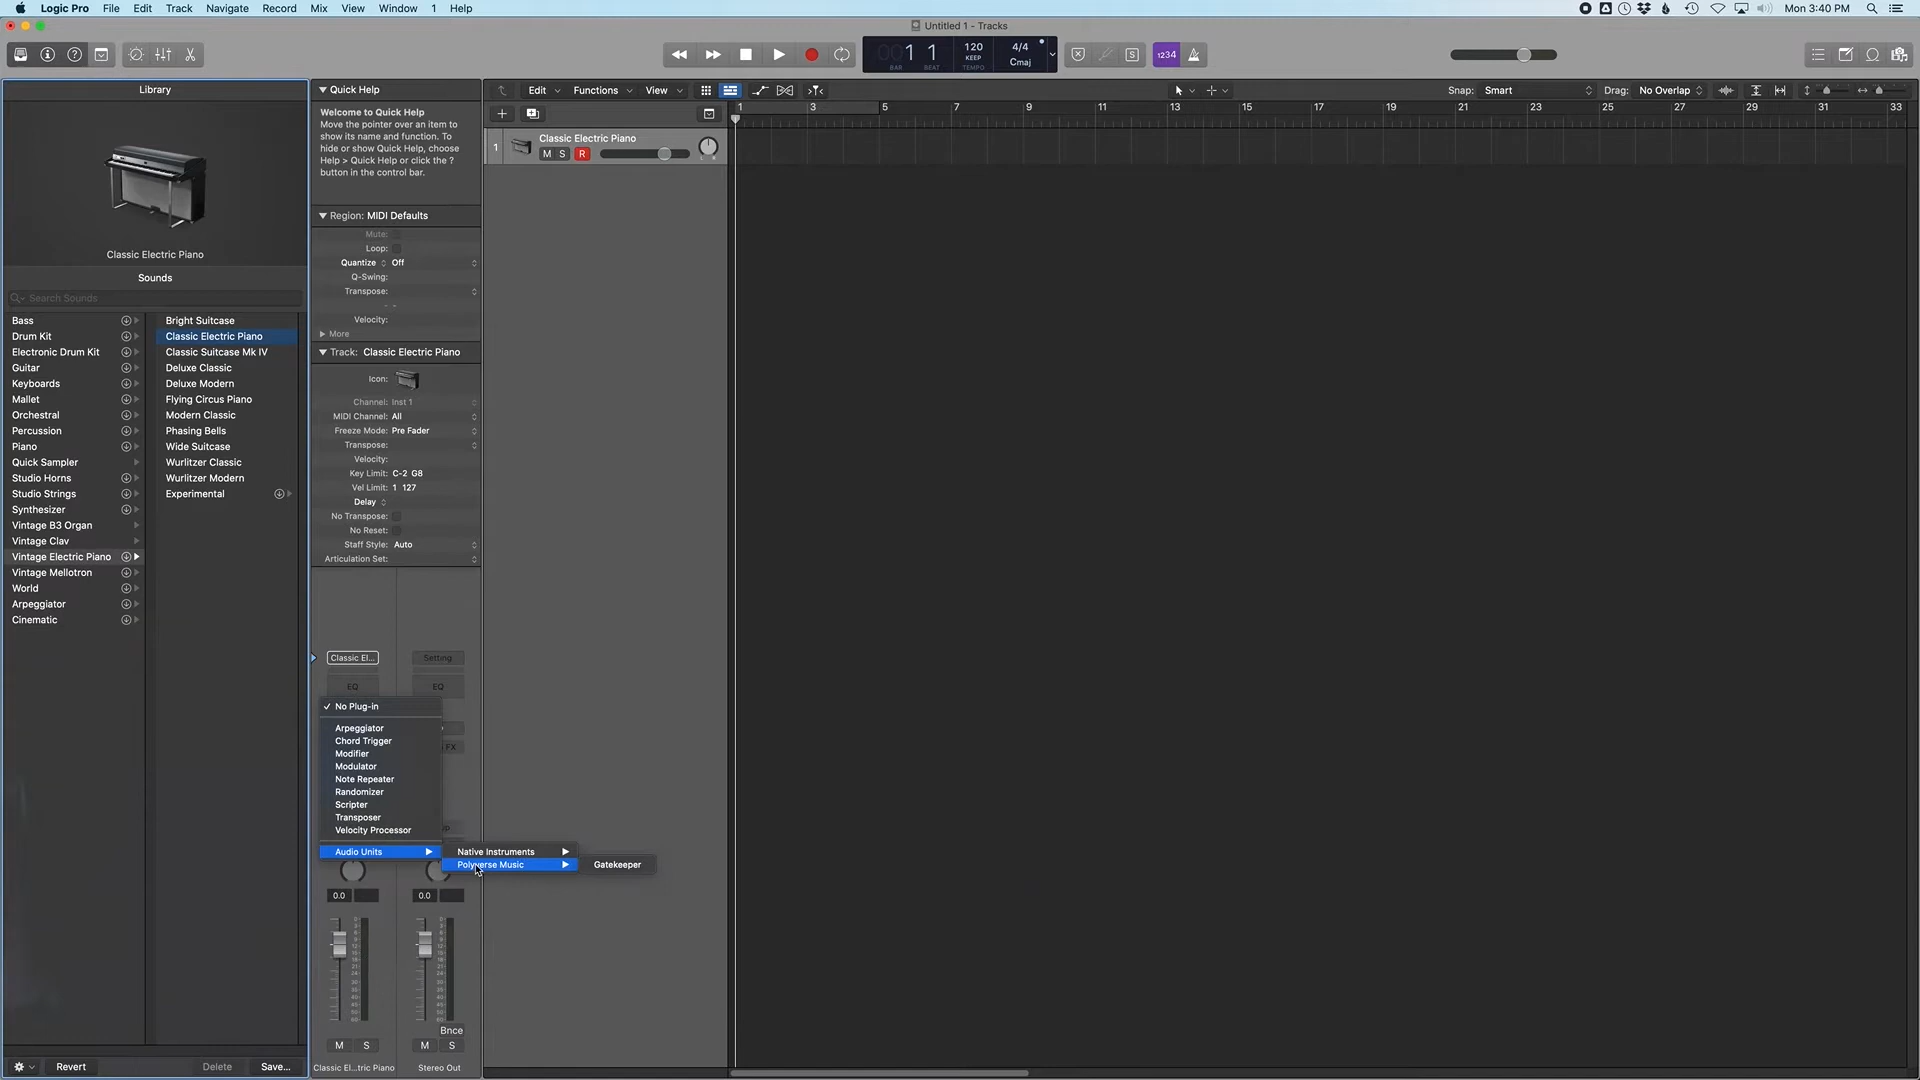 Logic Pro File Edit Track Navigate Record Mix View Window 1 Help
Mon 3:40 PM
Untitled 1 - Tracks
1 1
BAR BEAT
120
KEEP
TEMPO
4/4
Cmaj
S
1234
Library
Classic Electric Piano
Sounds
Search Sounds
Bass
Drum Kit
Electronic Drum Kit
Guitar
Keyboards
Mallet
Orchestral
Percussion
Piano
Quick Sampler
Studio Horns
Studio Strings
Synthesizer
Vintage B3 Organ
Vintage Clav
Vintage Electric Piano
Vintage Mellotron
World
Arpeggiator
Cinematic
Bright Suitcase
Classic Electric Piano
Classic Suitcase Mk IV
Deluxe Classic
Deluxe Modern
Flying Circus Piano
Modern Classic
Phasing Bells
Wide Suitcase
Wurlitzer Classic
Wurlitzer Modern
Experimental
Revert Delete Save...
Quick Help
Welcome to Quick Help
Move the pointer over an item to
show its name and function. To
hide or show Quick Help, choose
Help > Quick Help or click the ?
button in the control bar.
Region: MIDI Defaults
Mute:
Loop:
Quantize Off
Q-Swing:
Transpose:
- -
Velocity:
More
Track: Classic Electric Piano
Icon:
Channel: Inst 1
MIDI Channel: All
Freeze Mode: Pre Fader
Transpose:
Velocity:
Key Limit: C-2 G8
Vel Limit: 1 127
Delay
No Transpose:
No Reset:
Staff Style: Auto
Articulation Set:
Classic El... Setting
EQ EQ
No Plug-in
Arpeggiator
Chord Trigger
Modifier
Modulator
Note Repeater
Randomizer
Scripter
Transposer
Velocity Processor
Audio Units
Native Instruments
Polyverse Music
Gatekeeper
FX
0.0 0.0
Bnce
M S M S
Classic El...tric Piano Stereo Out
Edit Functions View
Snap: Smart Drag: No Overlap
1 3 5 7 9 11 13 15 17 19 21 23 25 27 29 31 33
1 Classic Electric Piano
M S R